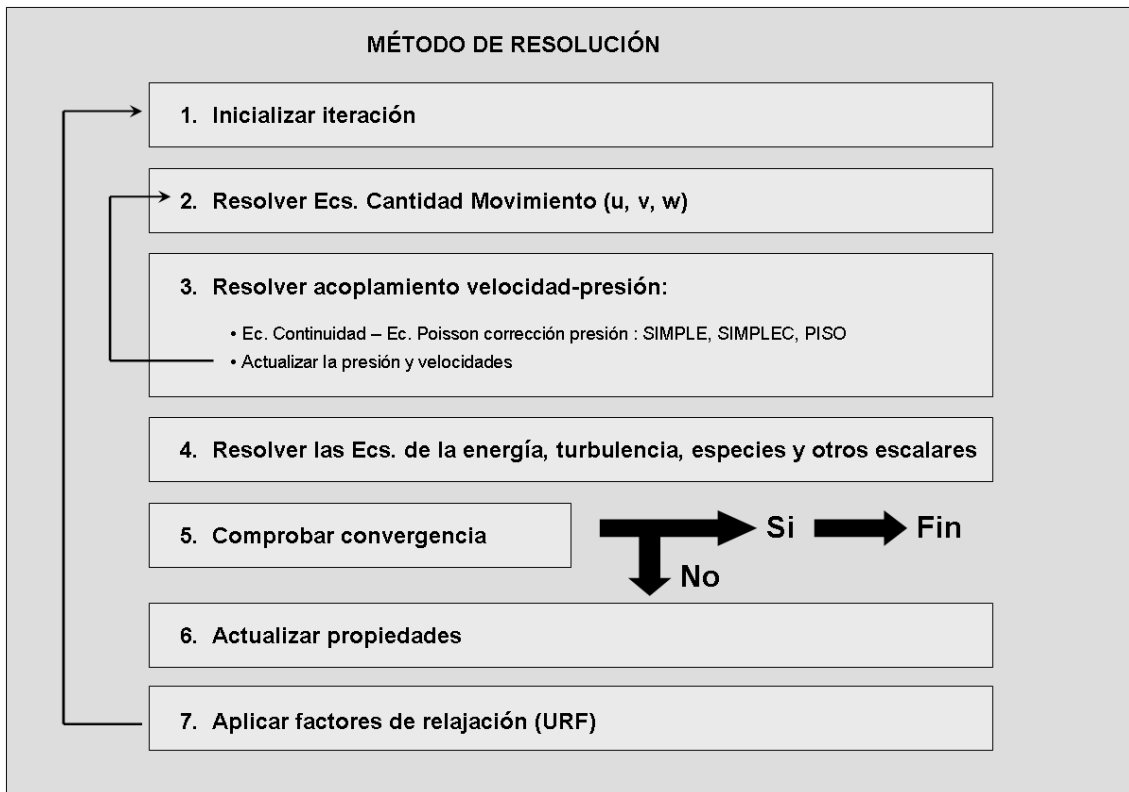 MÉTODO DE RESOLUCIÓN
1. Inicializar iteración
2. Resolver Ecs. Cantidad Movimiento (u, v, w)
3. Resolver acoplamiento velocidad-presión:
• Ec. Continuidad – Ec. Poisson corrección presión : SIMPLE, SIMPLEC, PISO
• Actualizar la presión y velocidades
4. Resolver las Ecs. de la energía, turbulencia, especies y otros escalares
5. Comprobar convergencia
Si
Fin
No
6. Actualizar propiedades
7. Aplicar factores de relajación (URF)